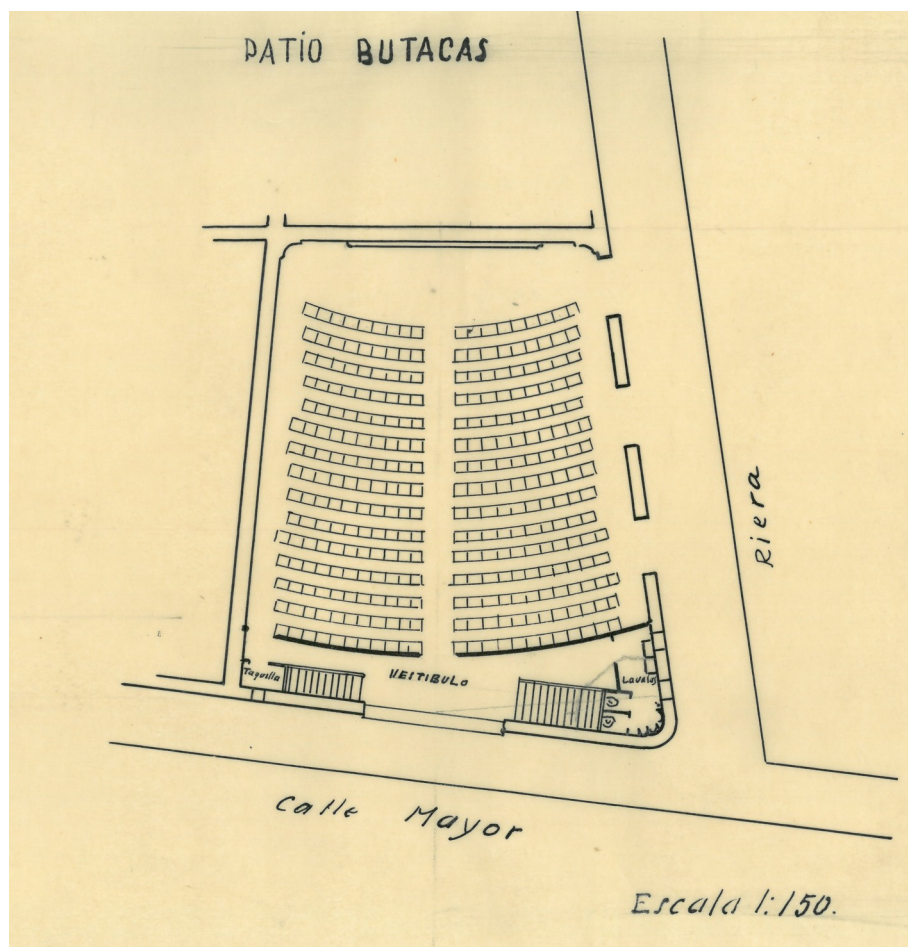 PATIO BUTACAS
Riera
Taquilla
VESTIBULO
Lavabos
Calle Mayor
Escala 1:150.